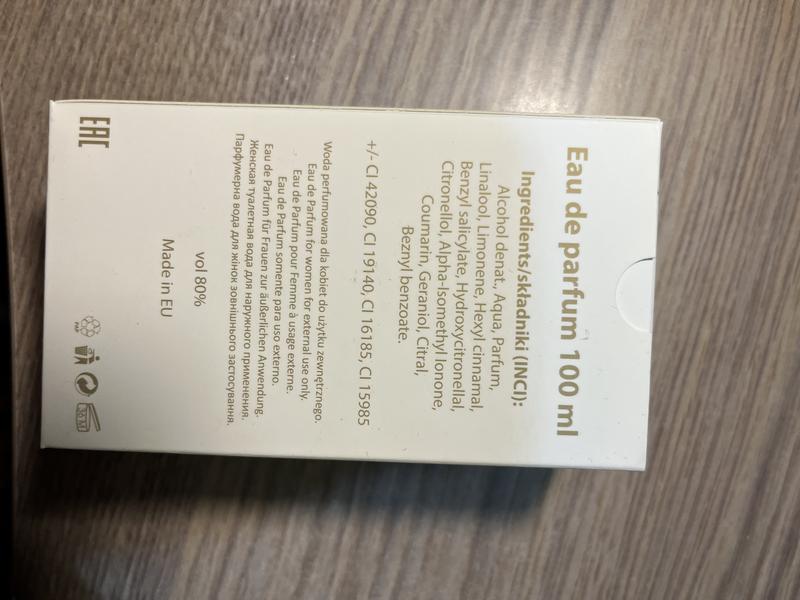 Eau de parfum 100 ml
Ingredients/składniki (INCI):
Alcohol denat., Aqua, Parfum,
Linalool, Limonene, Hexyl cinnamal,
Benzyl salicylate, Hydroxycitronellal,
Citronellol, Alpha-Isomethyl Ionone,
Coumarin, Geraniol, Citral,
Beznyl benzoate.
+/- CI 42090, CI 19140, CI 16185, CI 15985
Woda perfumowana dla kobiet do użytku zewnętrznego.
Eau de Parfum for women for external use only.
Eau de Parfum pour Femme à usage externe.
Eau de Parfum somente para uso externo.
Eau de Parfum für Frauen zur äußerlichen Anwendung.
Женская туалетная вода для наружного применения.
Парфумерна вода для жінок зовнішнього застосування.
vol 80%
Made in EU
EAC
PAP
36 M